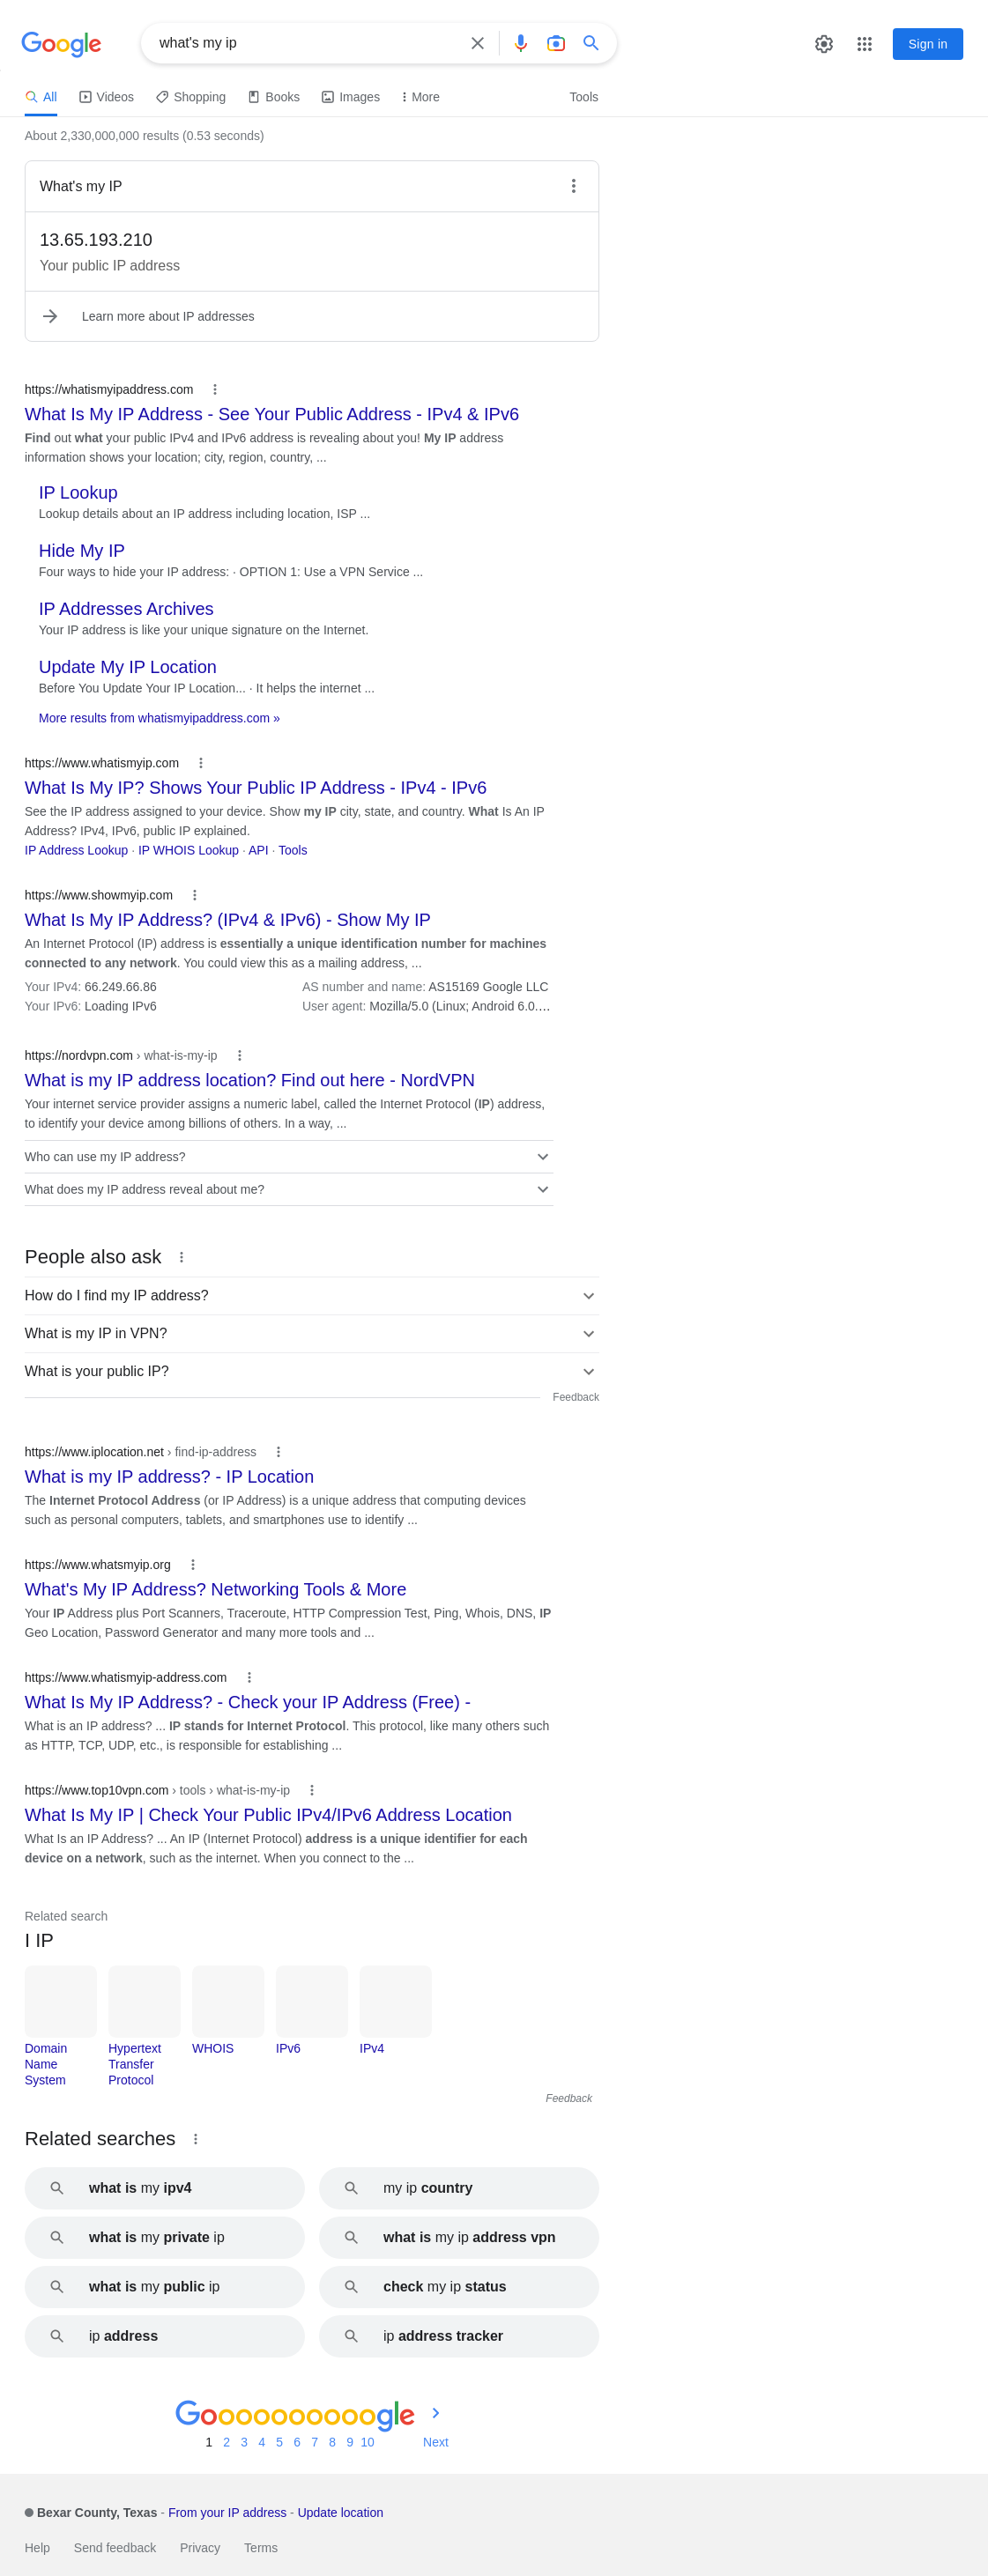 Google
what's my ip
Sign in
All Videos Shopping Books Images More Tools
About 2,330,000,000 results (0.53 seconds)
What's my IP
13.65.193.210
Your public IP address
Learn more about IP addresses
https://whatismyipaddress.com
What Is My IP Address - See Your Public Address - IPv4 & IPv6
Find out what your public IPv4 and IPv6 address is revealing about you! My IP address
information shows your location; city, region, country, ...
IP Lookup
Lookup details about an IP address including location, ISP ...
Hide My IP
Four ways to hide your IP address: · OPTION 1: Use a VPN Service ...
IP Addresses Archives
Your IP address is like your unique signature on the Internet.
Update My IP Location
Before You Update Your IP Location... · It helps the internet ...
More results from whatismyipaddress.com »
https://www.whatismyip.com
What Is My IP? Shows Your Public IP Address - IPv4 - IPv6
See the IP address assigned to your device. Show my IP city, state, and country. What Is An IP
Address? IPv4, IPv6, public IP explained.
IP Address Lookup · IP WHOIS Lookup · API · Tools
https://www.showmyip.com
What Is My IP Address? (IPv4 & IPv6) - Show My IP
An Internet Protocol (IP) address is essentially a unique identification number for machines
connected to any network. You could view this as a mailing address, ...
Your IPv4: 66.249.66.86 AS number and name: AS15169 Google LLC
Your IPv6: Loading IPv6 User agent: Mozilla/5.0 (Linux; Android 6.0....
https://nordvpn.com › what-is-my-ip
What is my IP address location? Find out here - NordVPN
Your internet service provider assigns a numeric label, called the Internet Protocol (IP) address,
to identify your device among billions of others. In a way, ...
Who can use my IP address?
What does my IP address reveal about me?
People also ask
How do I find my IP address?
What is my IP in VPN?
What is your public IP?
Feedback
https://www.iplocation.net › find-ip-address
What is my IP address? - IP Location
The Internet Protocol Address (or IP Address) is a unique address that computing devices
such as personal computers, tablets, and smartphones use to identify ...
https://www.whatsmyip.org
What's My IP Address? Networking Tools & More
Your IP Address plus Port Scanners, Traceroute, HTTP Compression Test, Ping, Whois, DNS, IP
Geo Location, Password Generator and many more tools and ...
https://www.whatismyip-address.com
What Is My IP Address? - Check your IP Address (Free) -
What is an IP address? ... IP stands for Internet Protocol. This protocol, like many others such
as HTTP, TCP, UDP, etc., is responsible for establishing ...
https://www.top10vpn.com › tools › what-is-my-ip
What Is My IP | Check Your Public IPv4/IPv6 Address Location
What Is an IP Address? ... An IP (Internet Protocol) address is a unique identifier for each
device on a network, such as the internet. When you connect to the ...
Related search
I IP
Domain Name System
Hypertext Transfer Protocol
WHOIS
IPv6
IPv4
Feedback
Related searches
what is my ipv4
my ip country
what is my private ip
what is my ip address vpn
what is my public ip
check my ip status
ip address
ip address tracker
Goooooooooogle
1 2 3 4 5 6 7 8 9 10 Next
Bexar County, Texas - From your IP address - Update location
Help Send feedback Privacy Terms